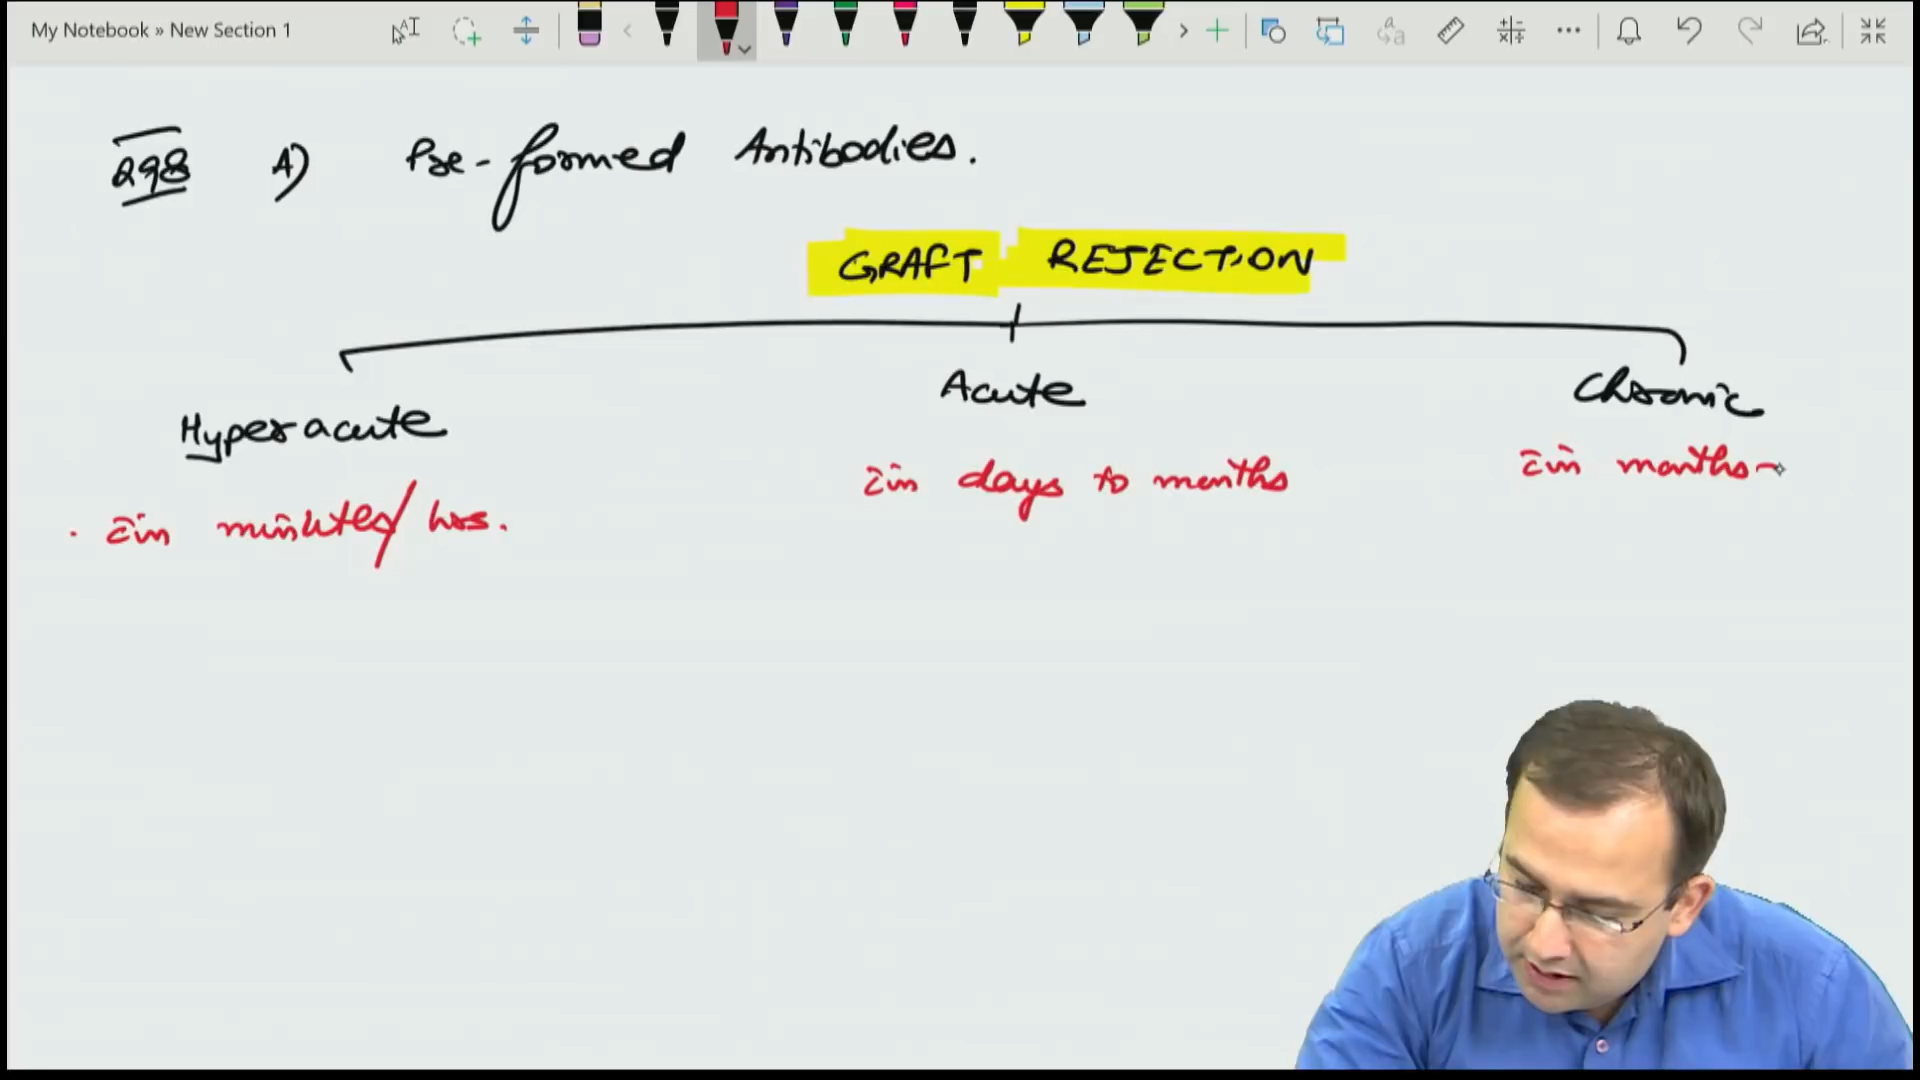 My Notebook » New Section 1
298 A) Pre-formed Antibodies.
GRAFT REJECTION
Hyperacute Acute Chronic
· c̄in minutes/hrs. c̄in days to months c̄in months